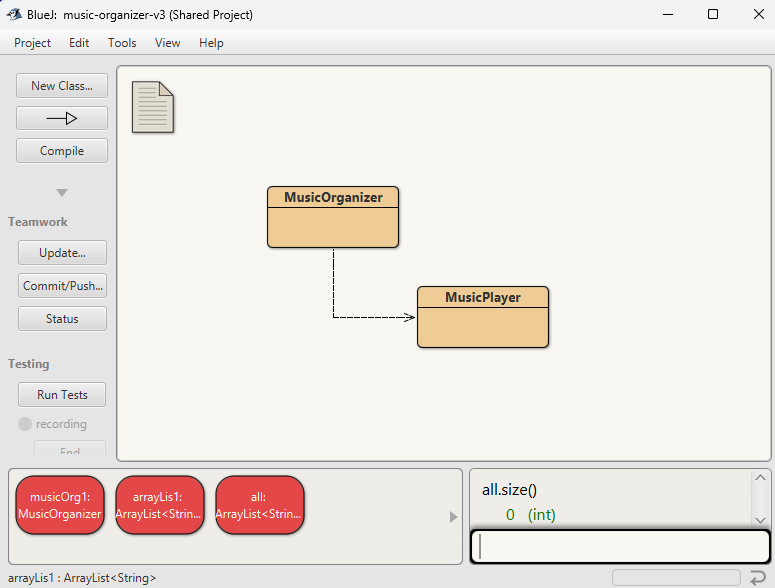 BlueJ: music-organizer-v3 (Shared Project)
Project Edit Tools View Help
New Class...
Compile
Teamwork
Update...
Commit/Push...
Status
Testing
Run Tests
recording
End
MusicOrganizer
MusicPlayer
musicOrg1:
MusicOrganizer
arrayLis1:
ArrayList<Strin...
all:
ArrayList<Strin...
all.size()
0 (int)
arrayLis1 : ArrayList<String>